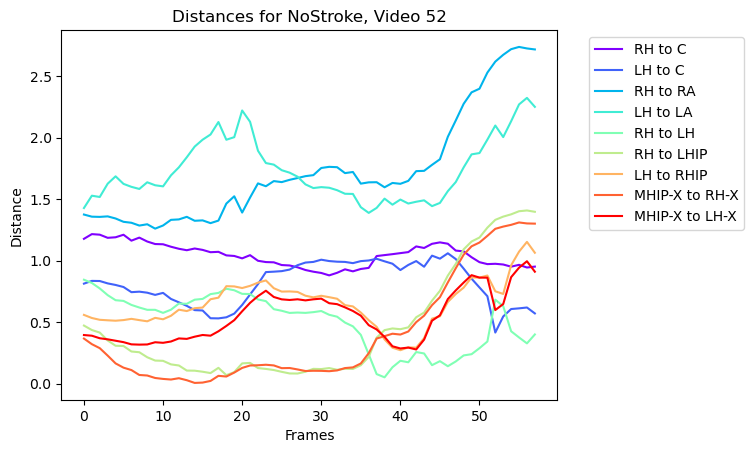 Distances for NoStroke, Video 52
Distance
2.5
2.0
1.5
1.0
0.5
0.0
0
10
20
30
40
50
Frames
RH to C
LH to C
RH to RA
LH to LA
RH to LH
RH to LHIP
LH to RHIP
MHIP-X to RH-X
MHIP-X to LH-X